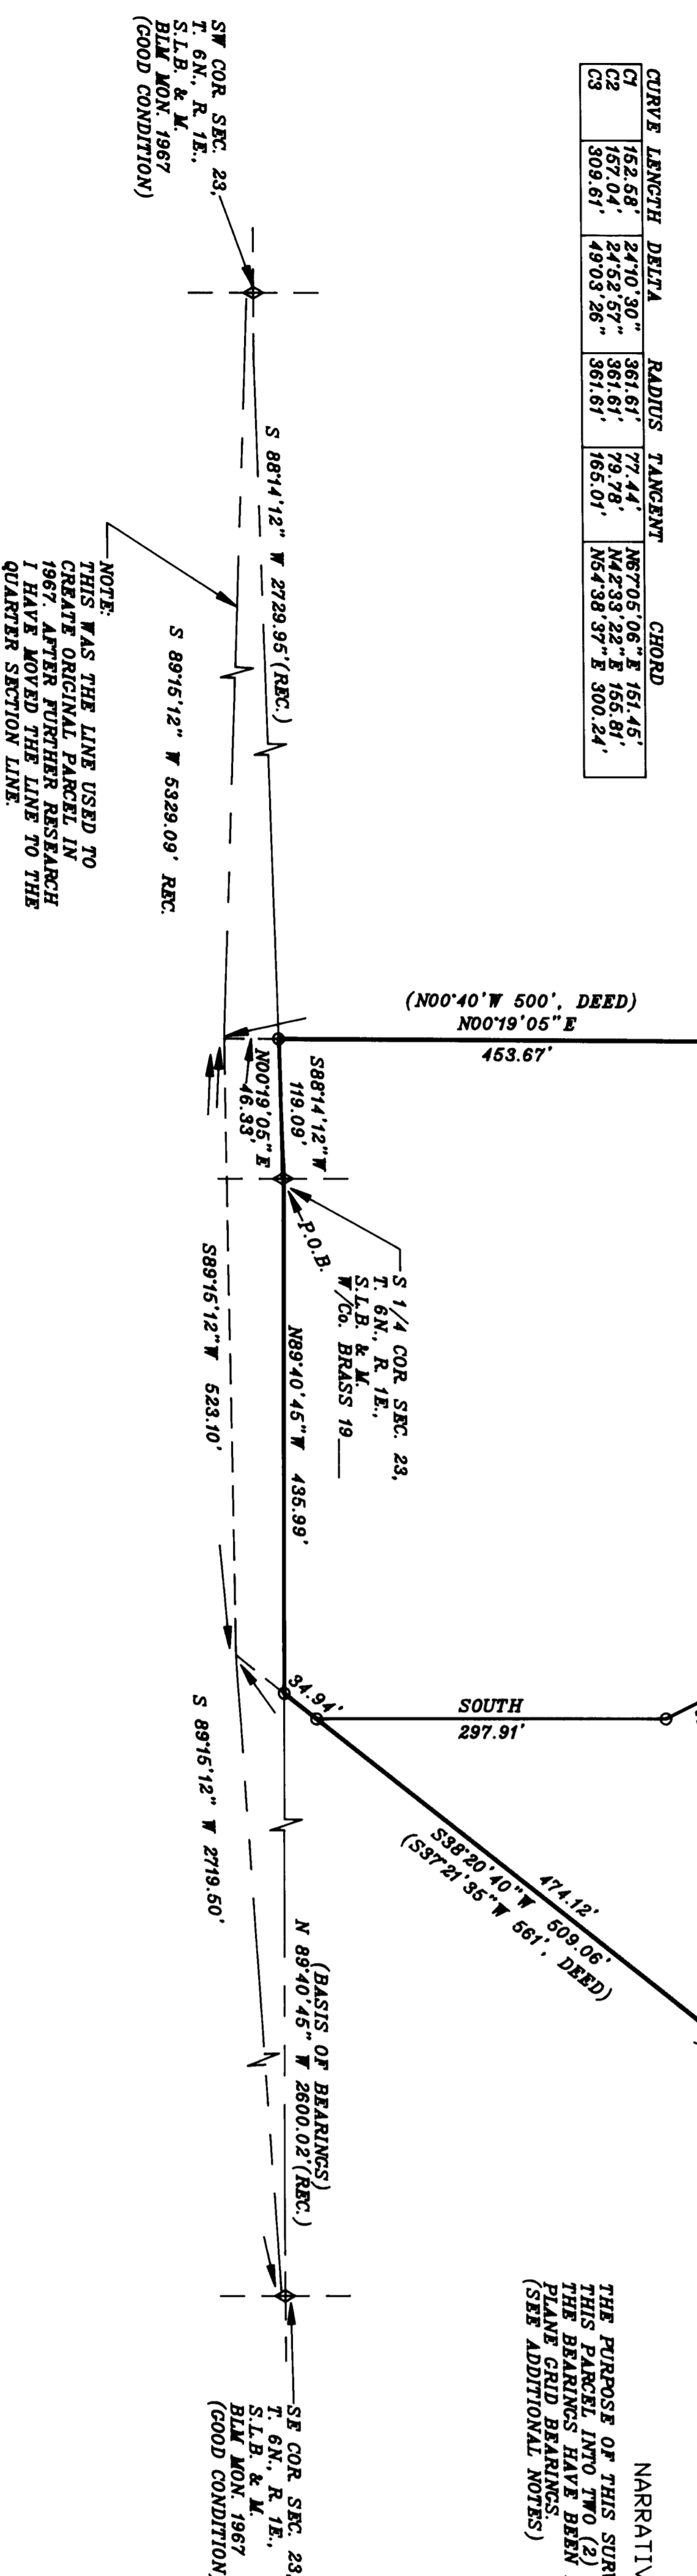 CURVE LENGTH DELTA RADIUS TANGENT CHORD
C1 152.58' 24°10'30" 361.61' 77.44' N67°05'06"E 151.45'
C2 157.04' 24°52'57" 361.61' 79.78' N42°33'22"E 155.81'
C3 309.61' 49°03'26" 361.61' 165.01' N54°38'37"E 300.24'
SW COR. SEC. 23,
T. 6N., R. 1E.,
S.L.B. & M.
BLM MON. 1967
(GOOD CONDITION)
S 88°14'12" W 2729.95'(REC.)
S 89°15'12" W 5329.09' REC.
NOTE:
THIS WAS THE LINE USED TO
CREATE ORIGINAL PARCEL IN
1967. AFTER FURTHER RESEARCH
I HAVE MOVED THE LINE TO THE
QUARTER SECTION LINE.
(N00°40'W 500', DEED)
N00°19'05"E
453.67'
S88°14'12"W
119.09'
N00°19'05"E
46.33'
P.O.B.
S 1/4 COR. SEC. 23,
T. 6N., R. 1E.,
S.L.B. & M.
W/Co. BRASS 19___
N89°40'45"W 435.99'
S89°15'12"W 523.10'
34.94'
SOUTH
297.91'
474.12'
S38°20'40"W 509.06'
(S37°21'35"W 561', DEED)
S 89°15'12" W 2719.50'
(BASIS OF BEARINGS)
N 89°40'45" W 2600.02'(REC.)
SE COR. SEC. 23,
T. 6N., R. 1E.,
S.L.B. & M.
BLM MON. 1967
(GOOD CONDITION)
NARRATIV
THE PURPOSE OF THIS SURV
THIS PARCEL INTO TWO (2)
THE BEARINGS HAVE BEEN
PLANE GRID BEARINGS.
(SEE ADDITIONAL NOTES)